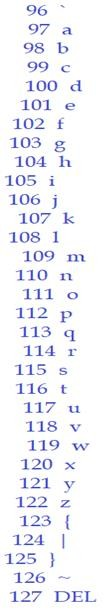 96 `
97 a
98 b
99 c
100 d
101 e
102 f
103 g
104 h
105 i
106 j
107 k
108 l
109 m
110 n
111 o
112 p
113 q
114 r
115 s
116 t
117 u
118 v
119 w
120 x
121 y
122 z
123 {
124 |
125 }
126 ~
127 DEL